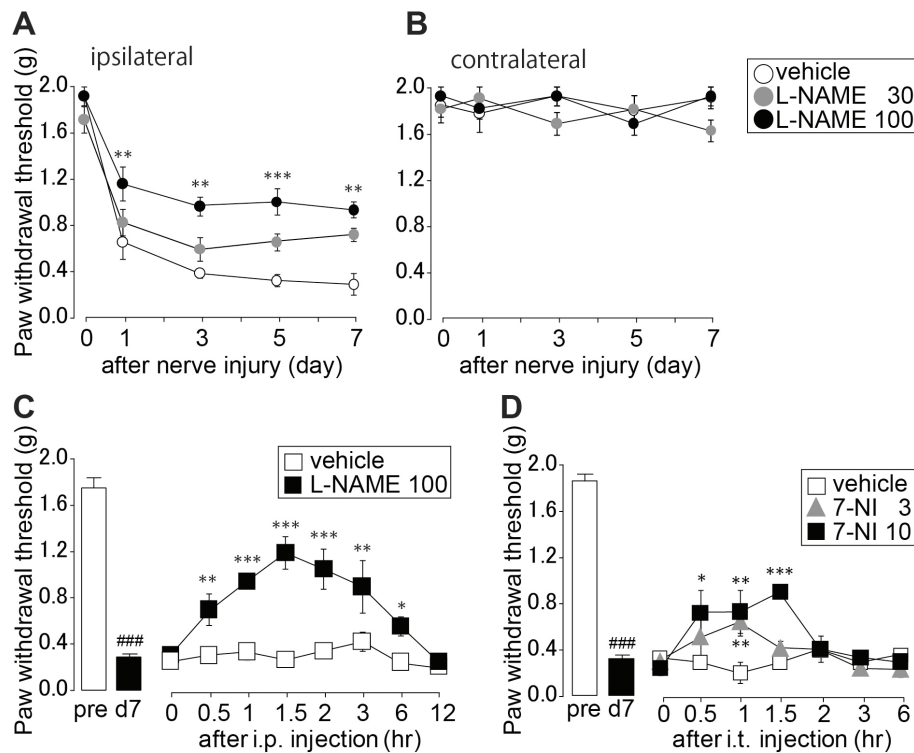 A
ipsilateral
Paw withdrawal threshold (g)
2.0
1.6
1.2
0.8
0.4
0.0
** ** *** **
0 1 3 5 7
after nerve injury (day)
B
contralateral
2.0
1.6
1.2
0.8
0.4
0.0
0 1 3 5 7
after nerve injury (day)
vehicle
L-NAME 30
L-NAME 100
C
Paw withdrawal threshold (g)
2.0
1.6
1.2
0.8
0.4
0.0
vehicle
L-NAME 100
###
** *** *** *** ** *
pre d7 0 0.5 1 1.5 2 3 6 12
after i.p. injection (hr)
D
Paw withdrawal threshold (g)
2.0
1.6
1.2
0.8
0.4
0.0
vehicle
7-NI 3
7-NI 10
###
* ** ***
**
pre d7 0 0.5 1 1.5 2 3 6
after i.t. injection (hr)